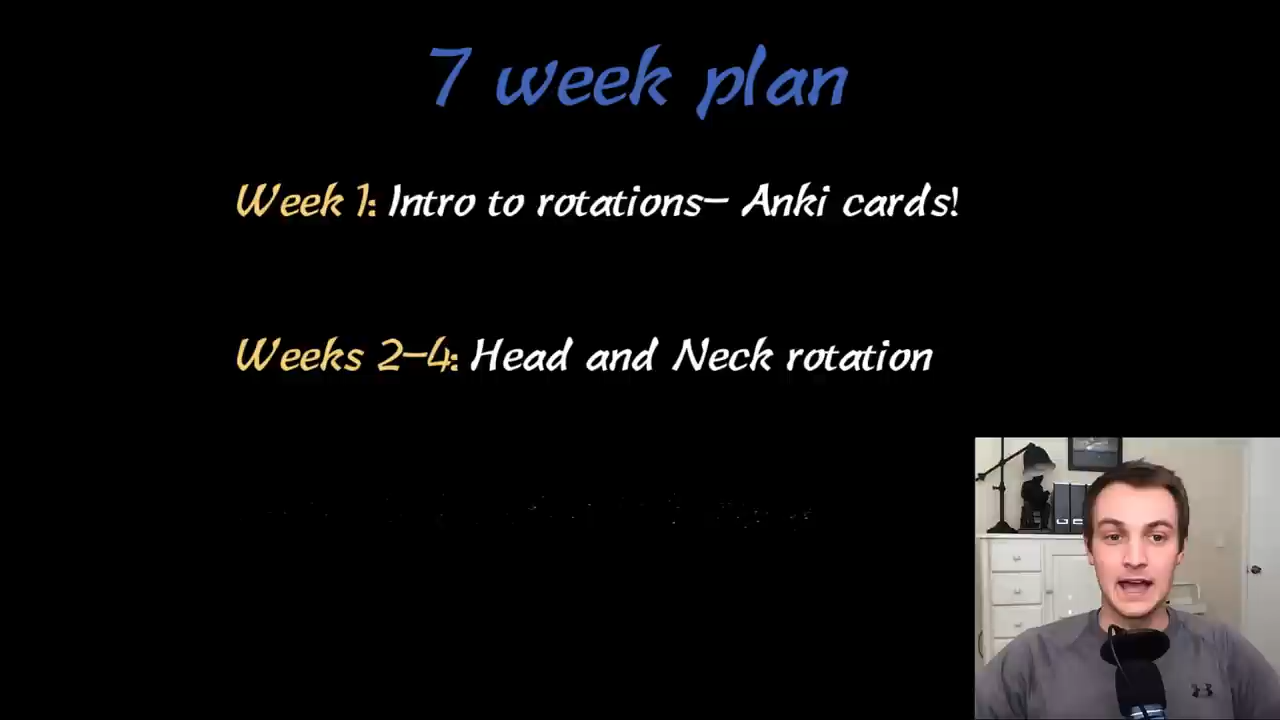 7 week plan
Week 1: Intro to rotations– Anki cards!
Weeks 2–4: Head and Neck rotation